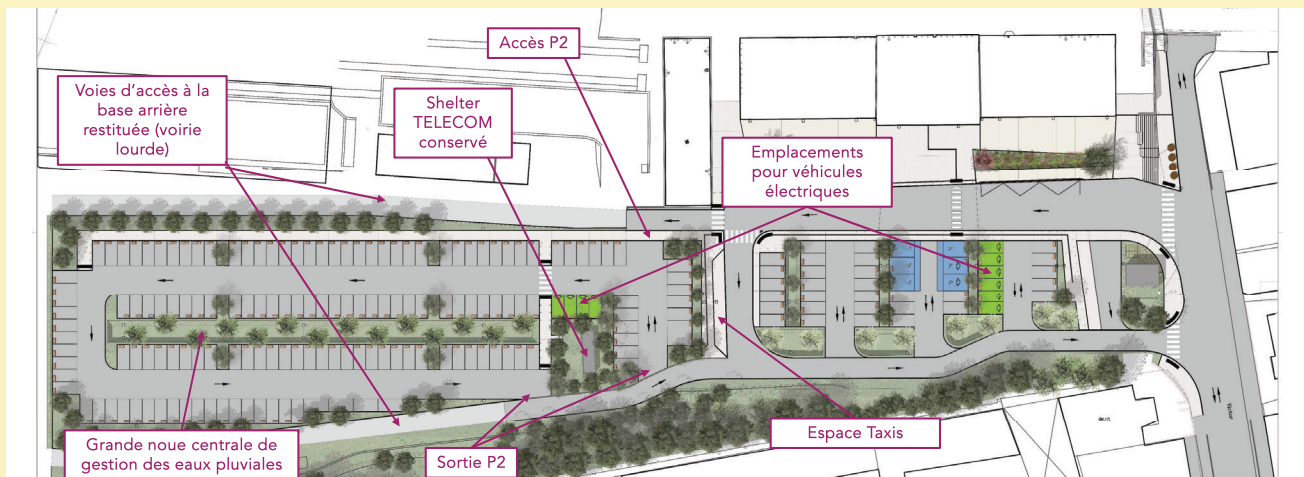 Accès P2
Voies d'accès à la
base arrière
restituée (voirie
lourde)
Shelter
TELECOM
conservé
Emplacements
pour véhicules
électriques
Grande noue centrale de
gestion des eaux pluviales
Sortie P2
Espace Taxis
Victor